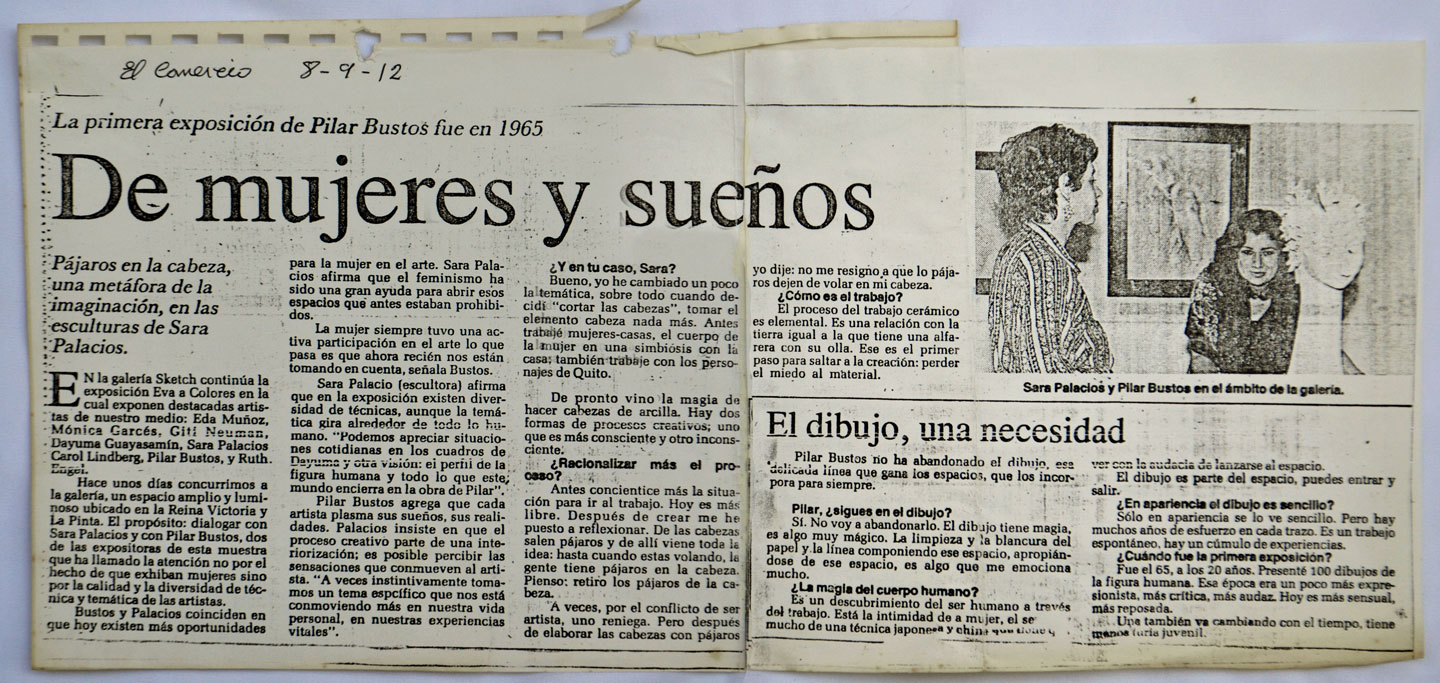 El Comercio 8-9-12
La primera exposición de Pilar Bustos fue en 1965
De mujeres y sueños
Pájaros en la cabeza,
una metáfora de la
imaginación, en las
esculturas de Sara
Palacios.
EN la galería Sketch continúa la
exposición Eva a Colores en la
cual exponen destacadas artis-
tas de nuestro medio: Eda Muñoz,
Mónica Garcés, Giti Neuman,
Dayuma Guayasamín, Sara Palacios
Carol Lindberg, Pilar Bustos, y Ruth.
Engel.
Hace unos días concurrimos a
la galería, un espacio amplio y lumi-
noso ubicado en la Reina Victoria y
La Pinta. El propósito: dialogar con
Sara Palacios y con Pilar Bustos, dos
de las expositoras de esta muestra
que ha llamado la atención no por el
hecho de que exhiban mujeres sino
por la calidad y la diversidad de téc-
nica y temática de las artistas.
Bustos y Palacios coinciden en
que hoy existen más oportunidades
para la mujer en el arte. Sara Pala-
cios afirma que el feminismo ha
sido una gran ayuda para abrir esos
espacios que antes estaban prohibi-
dos.
La mujer siempre tuvo una ac-
tiva participación en el arte lo que
pasa es que ahora recién nos están
tomando en cuenta, señala Bustos.
Sara Palacio (escultora) afirma
que en la exposición existen diver-
sidad de técnicas, aunque la temá-
tica gira alrededor de todo lo hu-
mano. "Podemos apreciar situacio-
nes cotidianas en los cuadros de
Dayuma y otra visión: el perfil de la
figura humana y todo lo que este
mundo encierra en la obra de Pilar".
Pilar Bustos agrega que cada
artista plasma sus sueños, sus reali-
dades. Palacios insiste en que el
proceso creativo parte de una inte-
riorización; es posible percibir las
sensaciones que conmueven al arti-
sta. "A veces instintivamente toma-
mos un tema espcífico que nos está
conmoviendo más en nuestra vida
personal, en nuestras experiencias
vitales".
¿Y en tu caso, Sara?
Bueno, yo he cambiado un poco
la temática, sobre todo cuando de-
cidí "cortar las cabezas", tomar el
elemento cabeza nada más. Antes
trabajé mujeres-casas, el cuerpo de
la mujer en una simbiósis con la
casa; también trabaje con los perso-
najes de Quito.
De pronto vino la magia de
hacer cabezas de arcilla. Hay dos
formas de procesos creativos; uno
que es más consciente y otro incons-
ciente.
¿Racionalizar más el pro-
caso?
Antes concientice más la situa-
ción para ir al trabajo. Hoy es más
libre. Después de crear me he
puesto a reflexionar. De las cabezas
salen pájaros y de allí viene toda la
idea: hasta cuando estas volando, la
gente tiene pájaros en la cabeza.
Pienso: retiro los pájaros de la ca-
beza.
A veces, por el conflicto de ser
artista, uno reniega. Pero después
de elaborar las cabezas con pájaros
yo dije: no me resigno a que lo pája-
ros dejen de volar en mi cabeza.
¿Cómo es el trabajo?
El proceso del trabajo cerámico
es elemental. Es una relación con la
tierra igual a la que tiene una alfa-
rera con su olla. Ese es el primer
paso para saltar a la creación: perder
el miedo al material.
Sara Palacios y Pilar Bustos en el ámbito de la galería.
El dibujo, una necesidad
Pilar Bustos no ha abandonado el dibujo, esa
delicada línea que gana los espacios, que los incor-
pora para siempre.
Pilar, ¿sigues en el dibujo?
Sí. No voy a abandonarlo. El dibujo tiene magia,
es algo muy mágico. La limpieza y la blancura del
papel y la línea componiendo ese espacio, apropián-
dose de ese espacio, es algo que me emociona
mucho.
¿La magia del cuerpo humano?
Es un descubrimiento del ser humano a través
del trabajo. Está la intimidad de a mujer, el se
mucho de una técnica japonesa y china que tiene
ver con la audacia de lanzarse al espacio.
El dibujo es parte del espacio, puedes entrar y
salir.
¿En apariencia el dibujo es sencillo?
Sólo en apariencia se lo ve sencillo. Pero hay
muchos años de esfuerzo en cada trazo. Es un trabajo
espontáneo, hay un cúmulo de experiencias.
¿Cuándo fue la primera exposición?
Fue el 65, a los 20 años. Presenté 100 dibujos de
la figura humana. Esa época era un poco más expre-
sionista, más crítica, más audaz. Hoy es más sensual,
más reposada.
Una también va cambiando con el tiempo, tiene
menos furia juvenil.